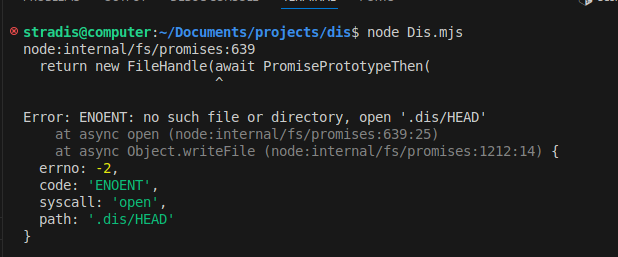 stradis@computer:~/Documents/projects/dis$ node Dis.mjs
node:internal/fs/promises:639
  return new FileHandle(await PromisePrototypeThen(
                        ^

Error: ENOENT: no such file or directory, open '.dis/HEAD'
    at async open (node:internal/fs/promises:639:25)
    at async Object.writeFile (node:internal/fs/promises:1212:14) {
  errno: -2,
  code: 'ENOENT',
  syscall: 'open',
  path: '.dis/HEAD'
}